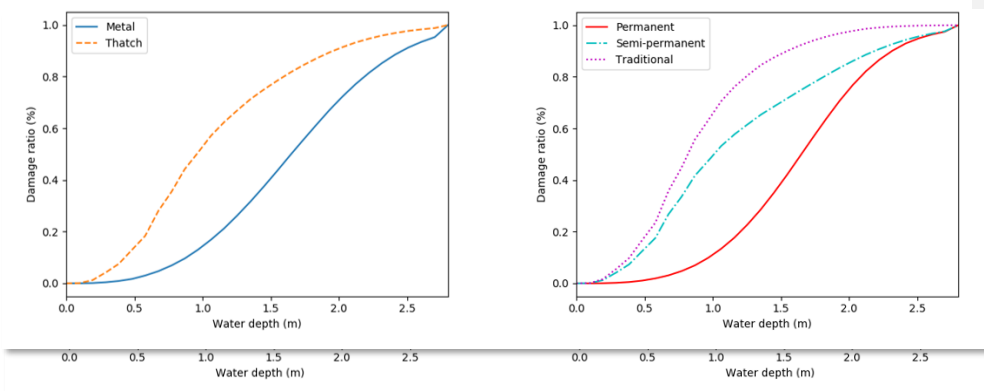 Metal
Thatch
1.0
0.8
0.6
0.4
0.2
0.0
Damage ratio (%)
0.0 0.5 1.0 1.5 2.0 2.5
Water depth (m)
Permanent
Semi-permanent
Traditional
1.0
0.8
0.6
0.4
0.2
0.0
Damage ratio (%)
0.0 0.5 1.0 1.5 2.0 2.5
Water depth (m)
0.0 0.5 1.0 1.5 2.0 2.5
Water depth (m)
0.0 0.5 1.0 1.5 2.0 2.5
Water depth (m)